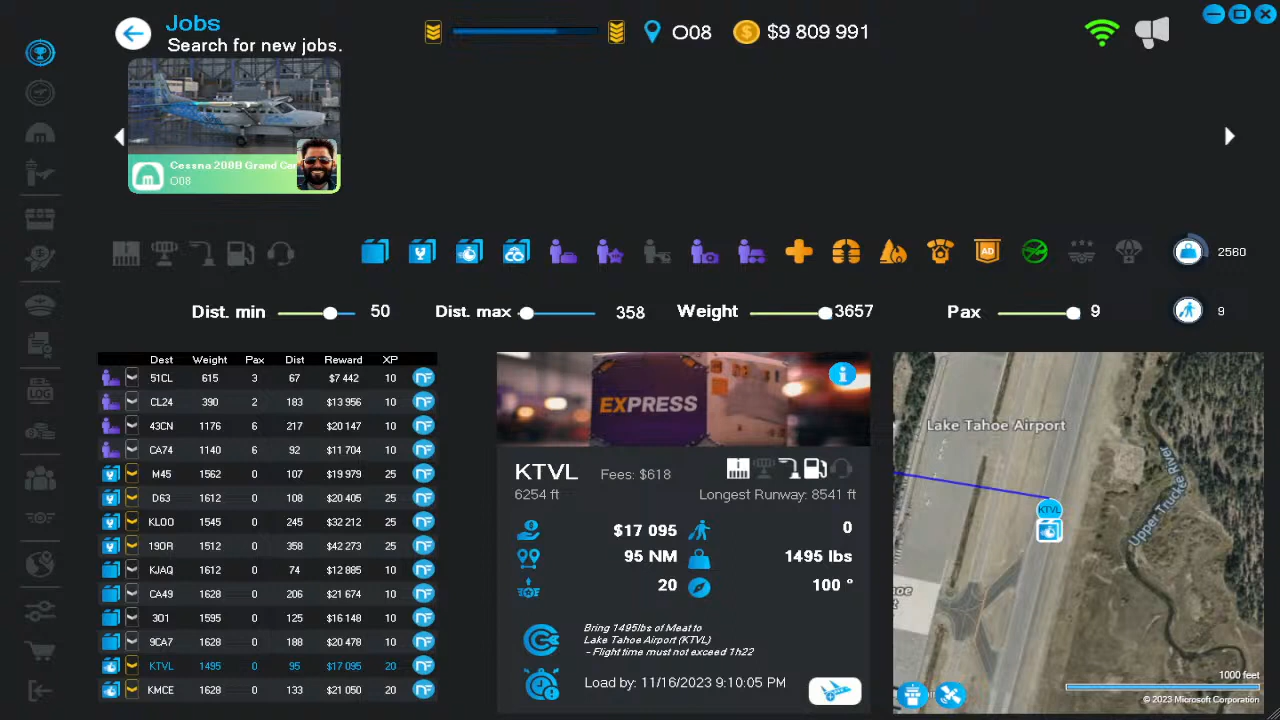 Jobs
Search for new jobs.
O08
$9 809 991
Cessna 208B Grand Car
O08
AD
2560
Dist. min
50
Dist. max
358
Weight
3657
Pax
9
9
Dest Weight Pax Dist Reward XP
51CL 615 3 67 $7 442 10
CL24 390 2 183 $13 956 10
43CN 1176 6 217 $20 147 10
CA74 1140 6 92 $11 704 10
M45 1562 0 107 $19 979 25
D63 1612 0 108 $20 405 25
KLOO 1545 0 245 $32 212 25
19OR 1512 0 358 $42 273 25
KJAQ 1612 0 74 $12 885 10
CA49 1628 0 206 $21 674 10
3O1 1595 0 125 $16 148 10
9CA7 1628 0 188 $20 478 10
KTVL 1495 0 95 $17 095 20
KMCE 1628 0 133 $21 050 20
EXPRESS
KTVL Fees: $618
6254 ft Longest Runway: 8541 ft
$17 095 0
95 NM 1495 lbs
20 100 °
Bring 1495lbs of Meat to
Lake Tahoe Airport (KTVL)
- Flight time must not exceed 1h22
Load by: 11/16/2023 9:10:05 PM
Lake Tahoe Airport
KTVL
Upper Truckee River
1000 feet
© 2023 Microsoft Corporation